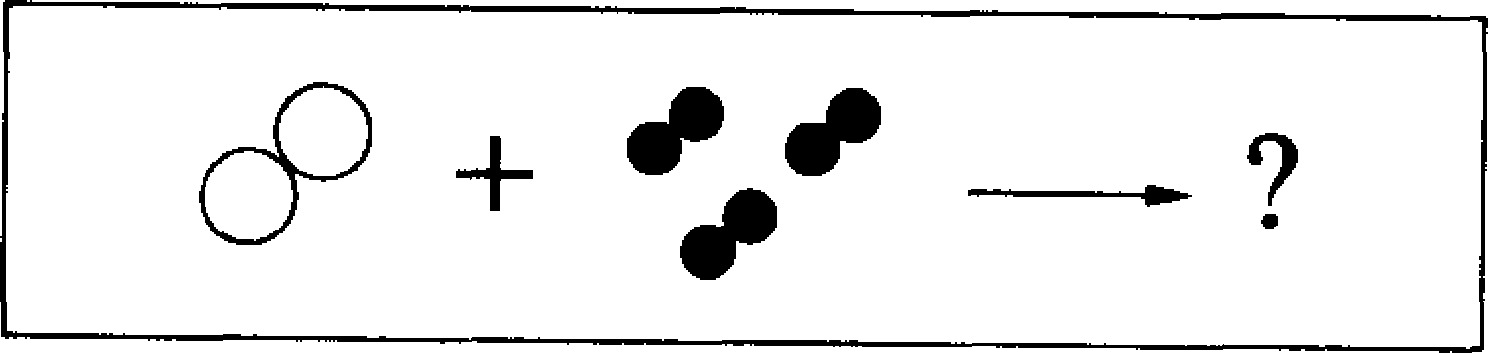 + → ?